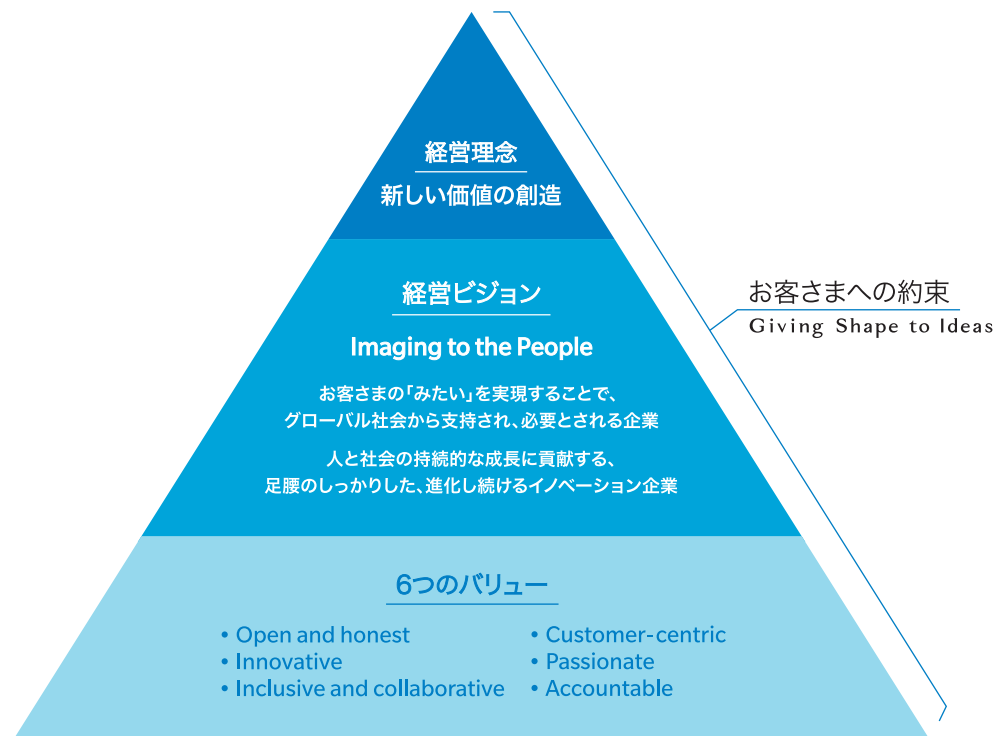 経営理念
新しい価値の創造
経営ビジョン
Imaging to the People
お客さまの「みたい」を実現することで、
グローバル社会から支持され、必要とされる企業
人と社会の持続的な成長に貢献する、
足腰のしっかりした、進化し続けるイノベーション企業
お客さまへの約束
Giving Shape to Ideas
6つのバリュー
• Open and honest
• Innovative
• Inclusive and collaborative
• Customer-centric
• Passionate
• Accountable